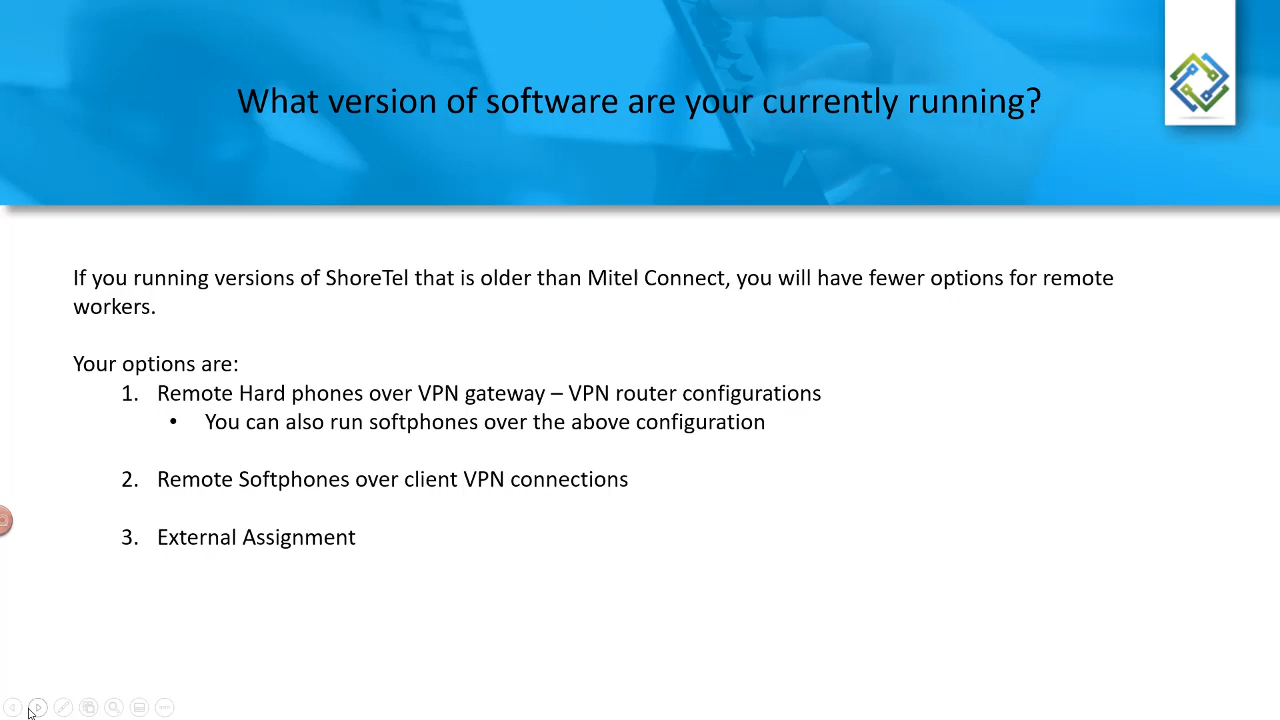 What version of software are your currently running?
If you running versions of ShoreTel that is older than Mitel Connect, you will have fewer options for remote
workers.
Your options are:
1. Remote Hard phones over VPN gateway – VPN router configurations
• You can also run softphones over the above configuration
2. Remote Softphones over client VPN connections
3. External Assignment